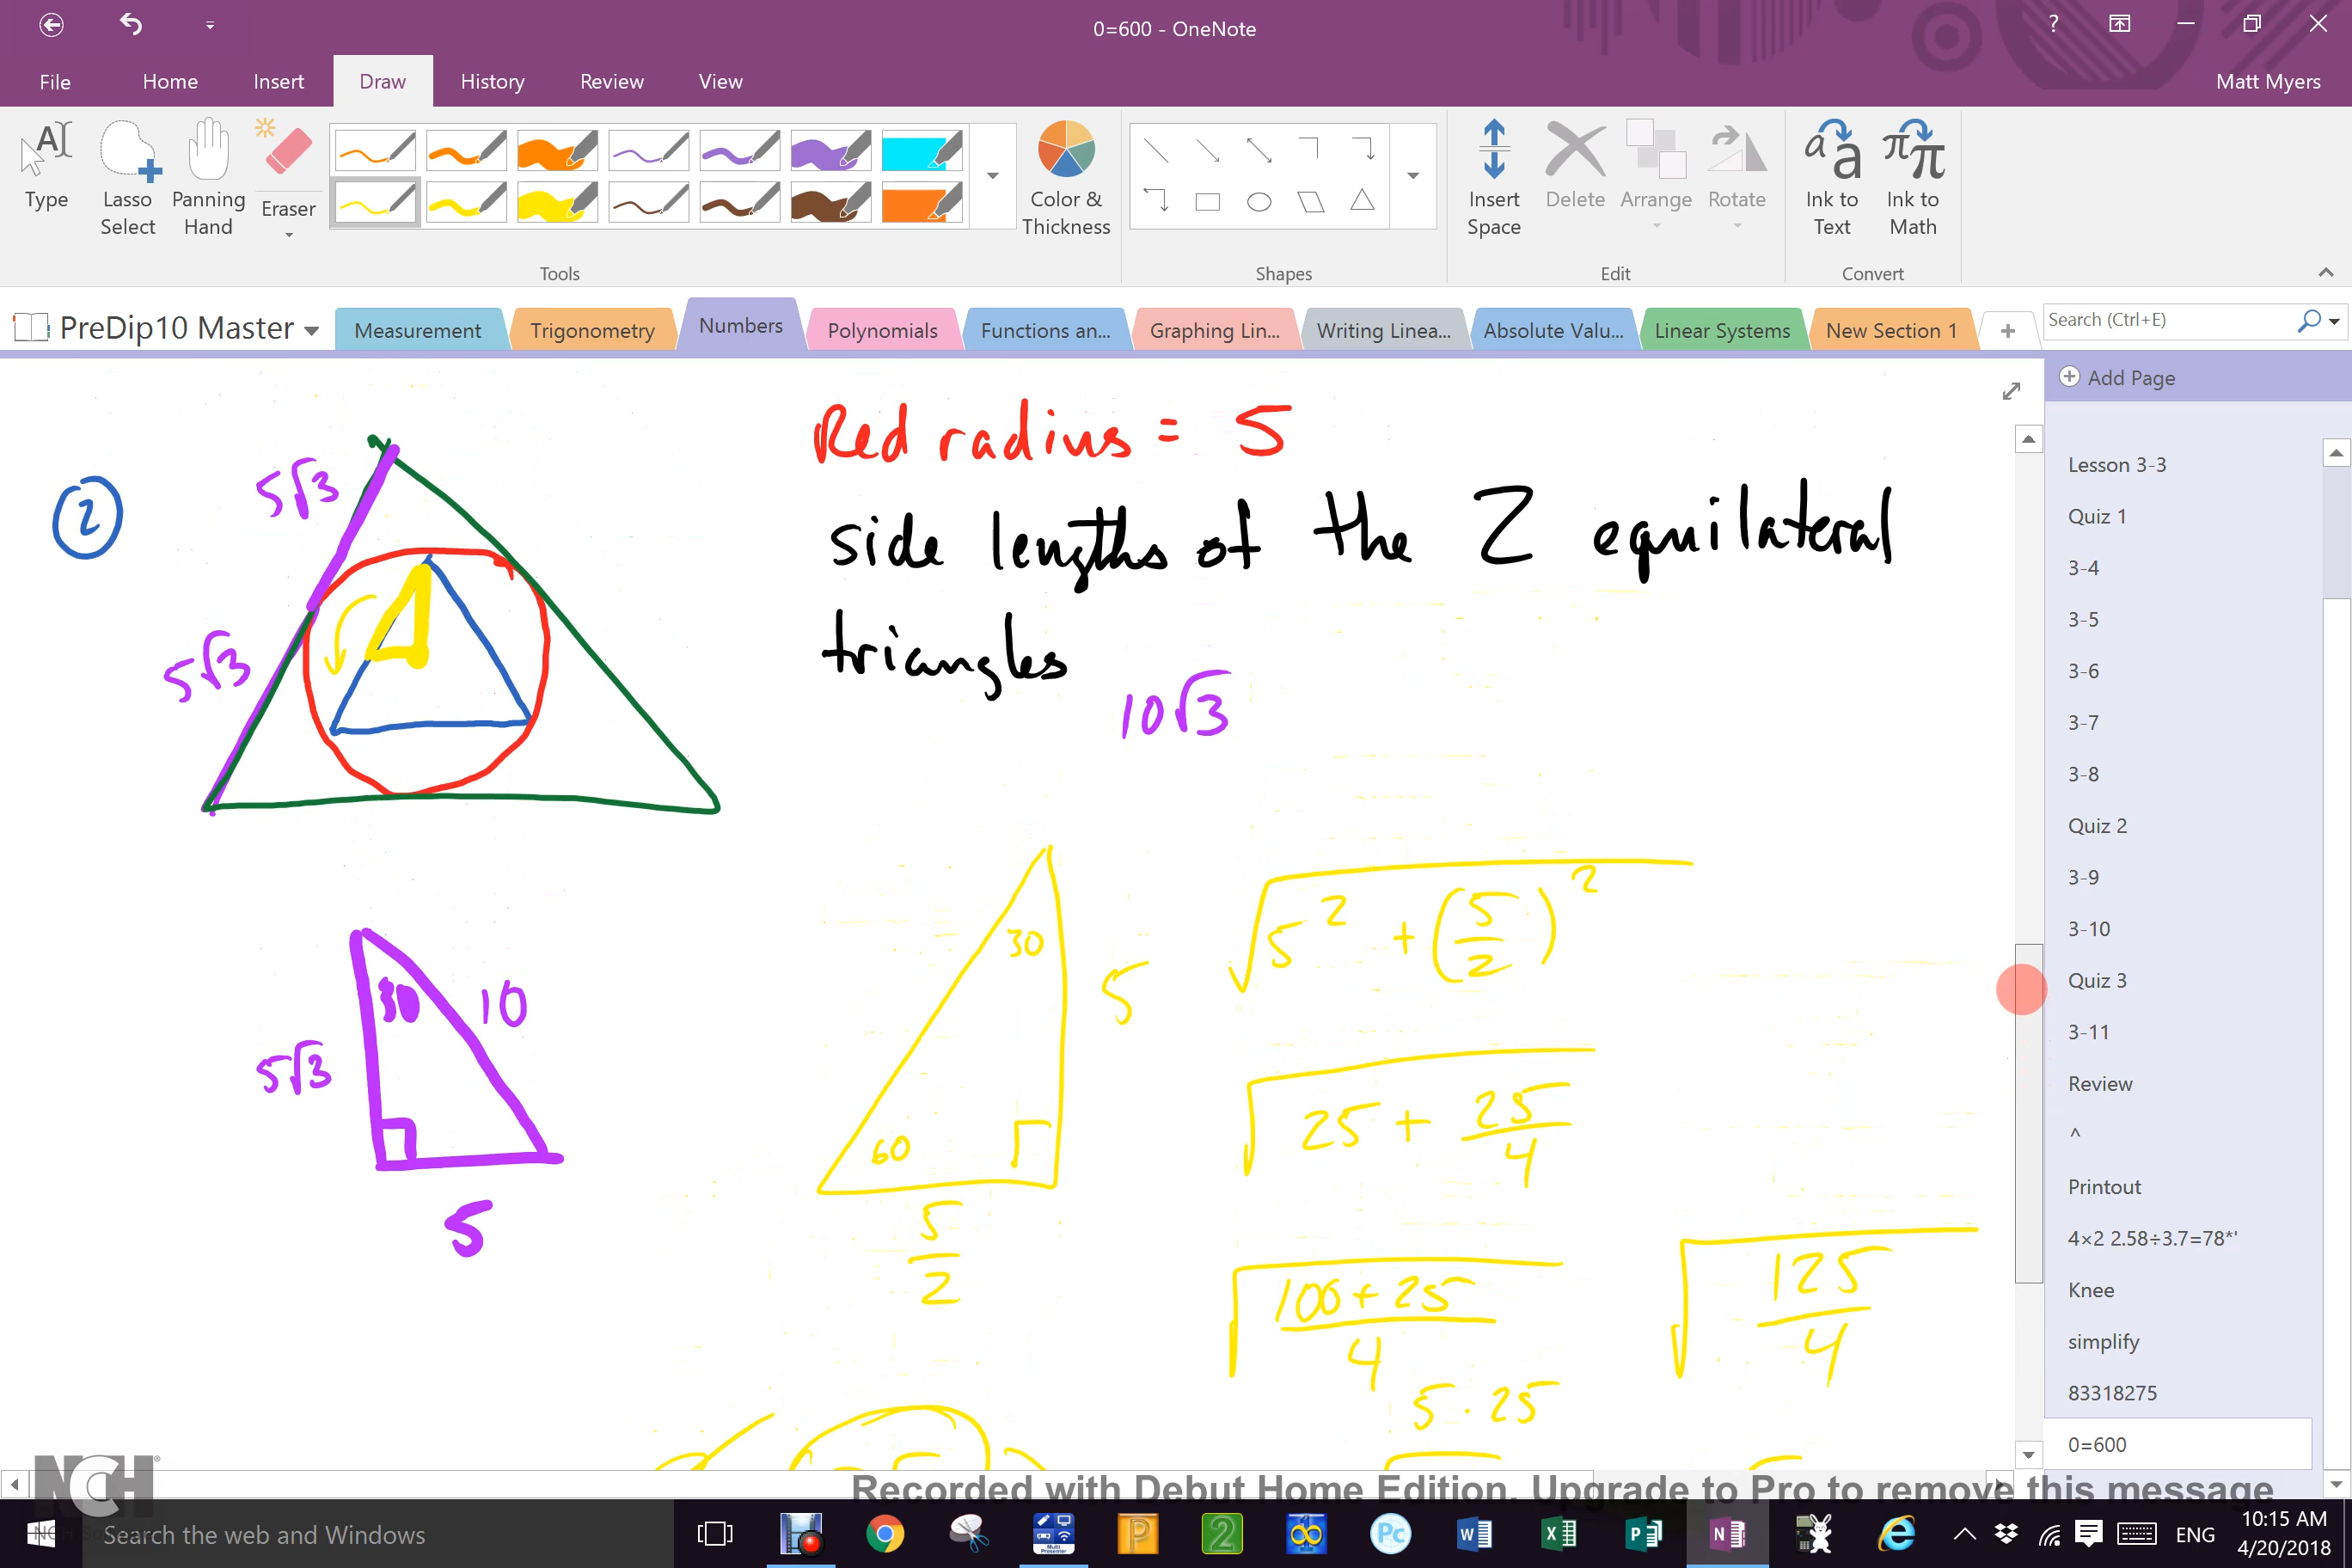 0=600 - OneNote
?
File Home Insert Draw History Review View Matt Myers
Type
Lasso Select
Panning Hand
Eraser
Color & Thickness
Insert Space
Delete
Arrange
Rotate
Ink to Text
Ink to Math
Tools Shapes Edit Convert
PreDip10 Master Measurement Trigonometry Numbers Polynomials Functions an... Graphing Lin... Writing Linea... Absolute Valu... Linear Systems New Section 1 + Search (Ctrl+E)
Add Page
Lesson 3-3
Quiz 1
3-4
3-5
3-6
3-7
3-8
Quiz 2
3-9
3-10
Quiz 3
3-11
Review
^
Printout
4×2 2.58÷3.7=78*'
Knee
simplify
83318275
0=600
2
5√3
5√3
Red radius = 5
side lengths of the 2 equilateral
triangles
10√3
30
10
5√3
5
30
5
60
5/2
√5² + (5/2)²
√25 + 25/4
√100+25/4
√125/4
5 · 25
NCH
Recorded with Debut Home Edition. Upgrade to Pro to remove this message
Search the web and Windows
ENG
10:15 AM
4/20/2018